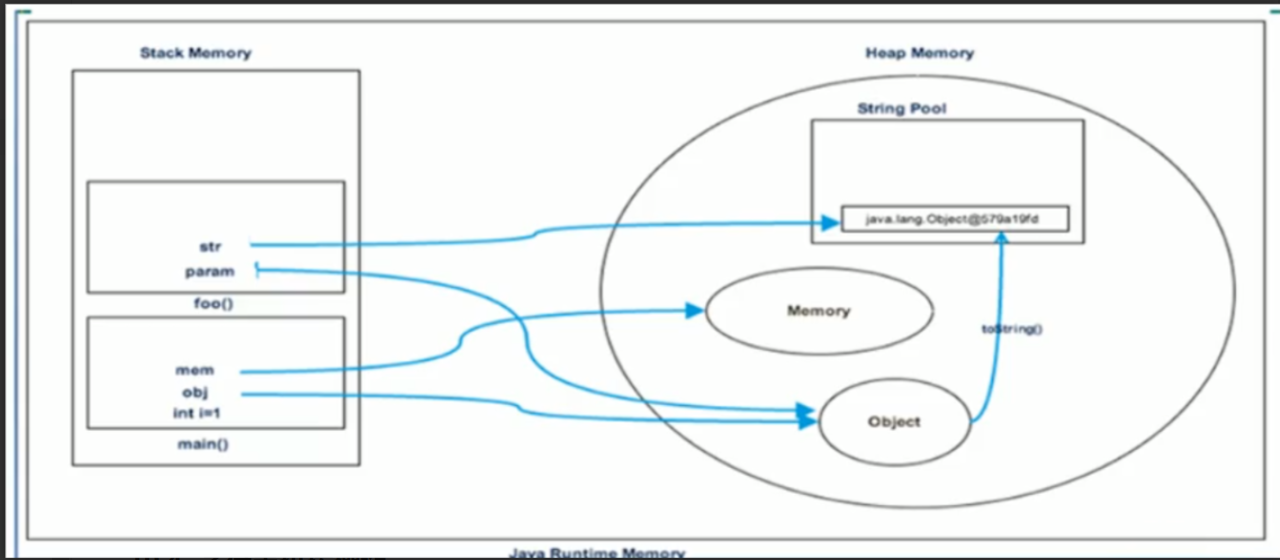 Stack Memory
Heap Memory
String Pool
java.lang.Object@579a19fd
str
param
foo()
Memory
toString()
mem
obj
int i=1
main()
Object
Java Runtime Memory